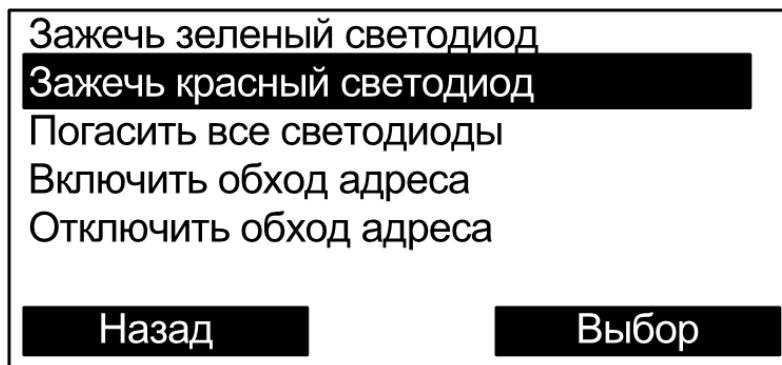 Зажечь зеленый светодиод
Зажечь красный светодиод
Погасить все светодиоды
Включить обход адреса
Отключить обход адреса
Назад Выбор